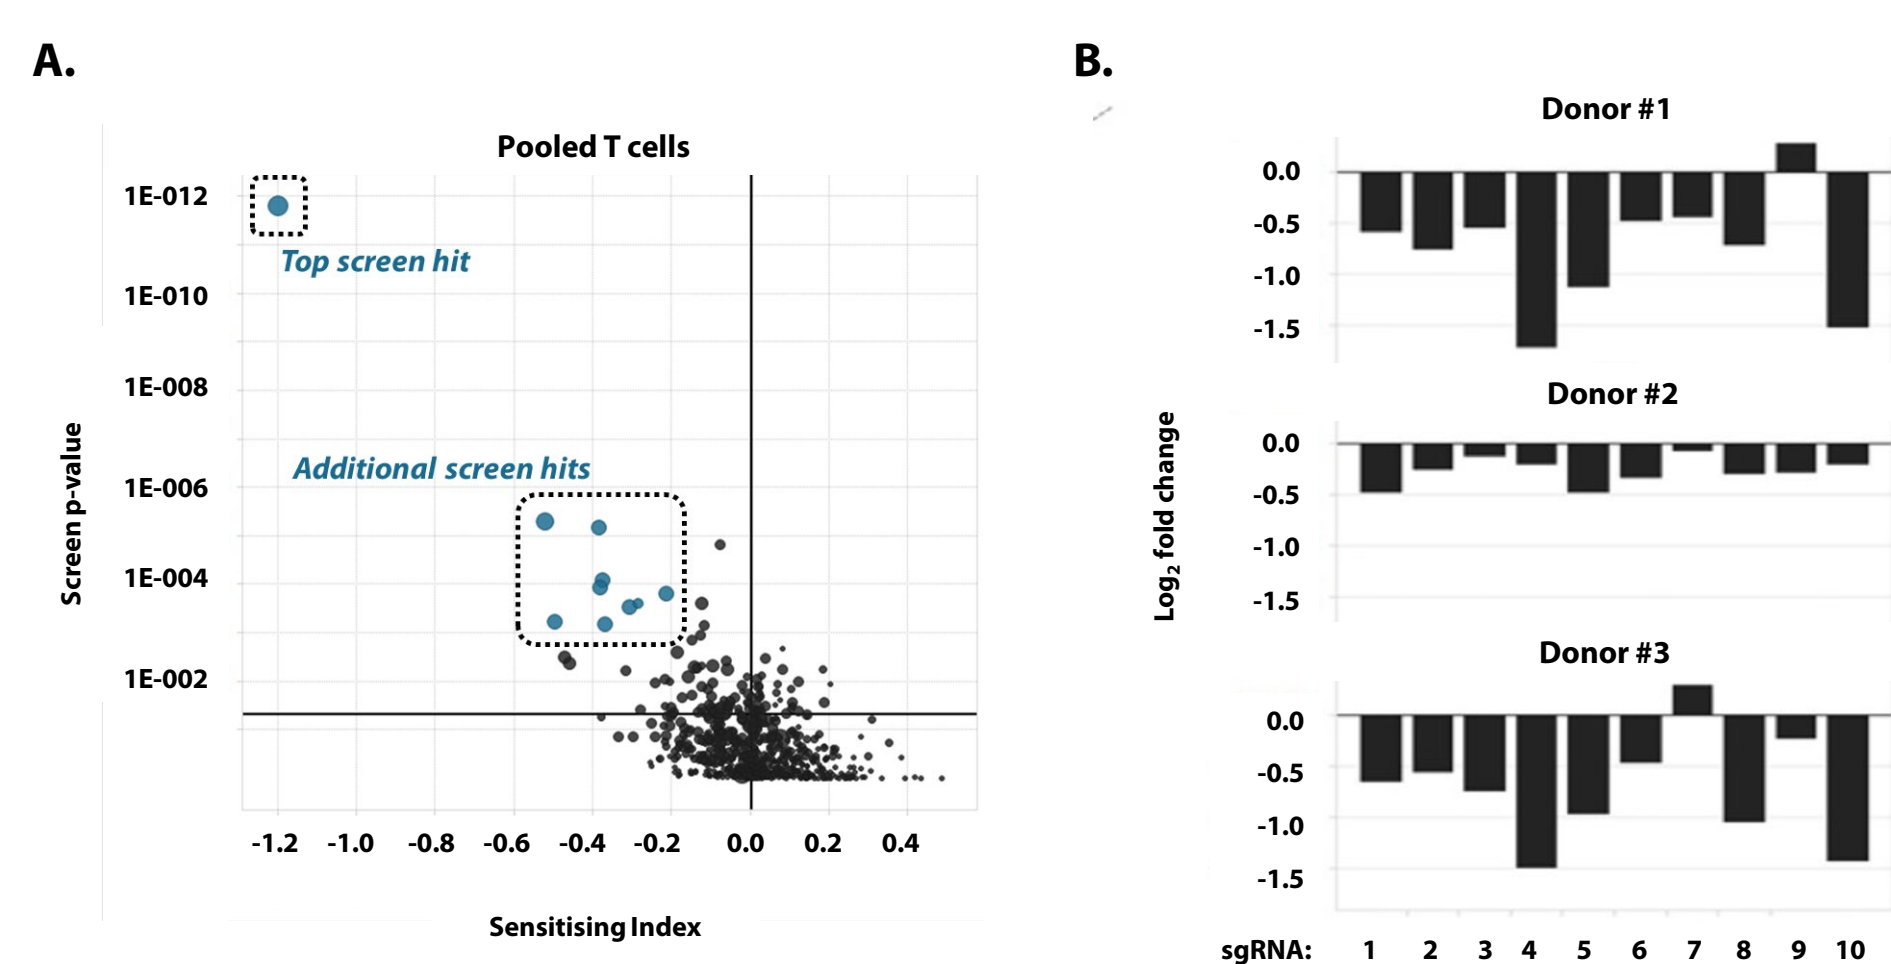 A.
Pooled T cells
1E-012
1E-010
1E-008
1E-006
1E-004
1E-002
Screen p-value
Top screen hit
Additional screen hits
-1.2 -1.0 -0.8 -0.6 -0.4 -0.2 0.0 0.2 0.4
Sensitising Index
B.
Log2 fold change
Donor #1
0.0
-0.5
-1.0
-1.5
Donor #2
0.0
-0.5
-1.0
-1.5
Donor #3
0.0
-0.5
-1.0
-1.5
sgRNA: 1 2 3 4 5 6 7 8 9 10